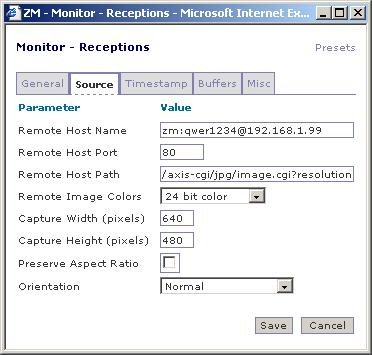 ZM - Monitor - Receptions - Microsoft Internet Ex...
Monitor - Receptions
Presets
General Source Timestamp Buffers Misc
Parameter Value
Remote Host Name zm:qwer1234@192.168.1.99
Remote Host Port 80
Remote Host Path /axis-cgi/jpg/image.cgi?resolution
Remote Image Colors 24 bit color
Capture Width (pixels) 640
Capture Height (pixels) 480
Preserve Aspect Ratio
Orientation Normal
Save Cancel